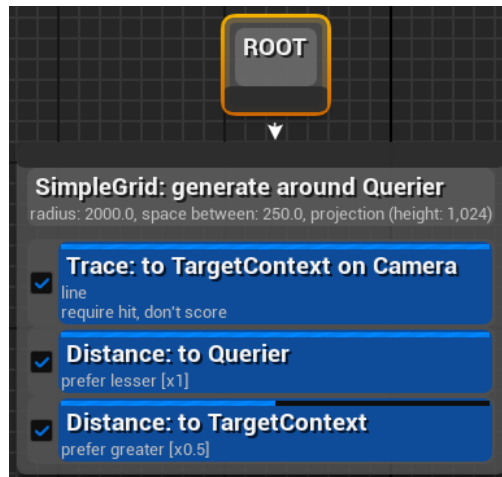 ROOT
SimpleGrid: generate around Querier
radius: 2000.0, space between: 250.0, projection (height: 1,024)
Trace: to TargetContext on Camera
line
require hit, don't score
Distance: to Querier
prefer lesser [x1]
Distance: to TargetContext
prefer greater [x0.5]